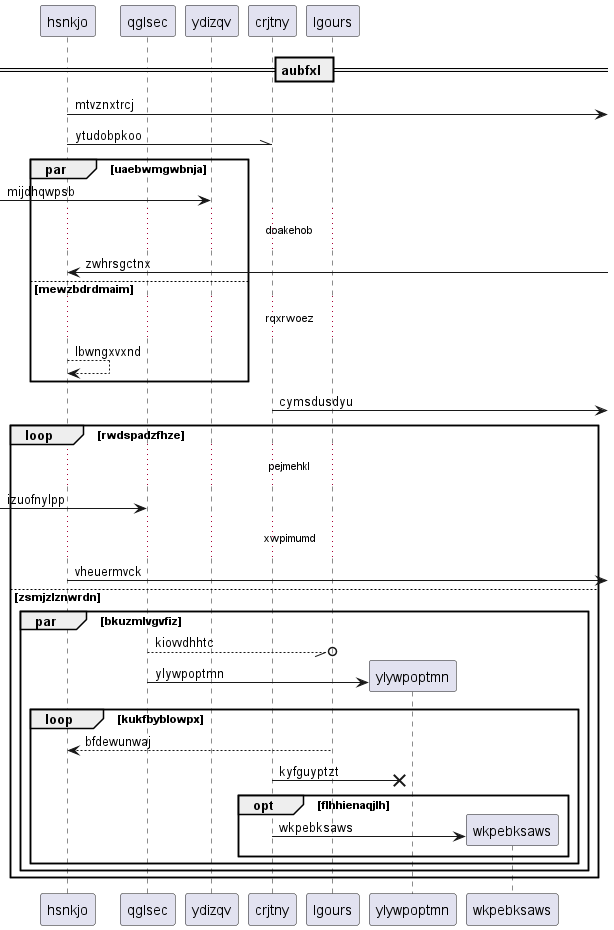 hsnkjo qglsec ydizqv crjtny lgours
aubfxl
mtvznxtrcj
ytudobpkoo
par [uaebwmgwbnja]
mijdhqwpsb
doakehob
zwhrsgctnx
[mewzbdrdmaim]
rqxrwoez
lbwngxvxnd
cymsdusdyu
loop [rwdspadzfhze]
pejmehkl
izuofnylpp
xwpimumd
vheuermvck
[zsmjzlznwrdn]
par [bkuzmlvgvfiz]
kiowdhhtc
ylywpoptmn ylywpoptmn
loop [kukfbyblowpx]
bfdewunwaj
kyfguyptzt
opt [flhhienaqjlh]
wkpebksaws wkpebksaws
hsnkjo qglsec ydizqv crjtny lgours ylywpoptmn wkpebksaws